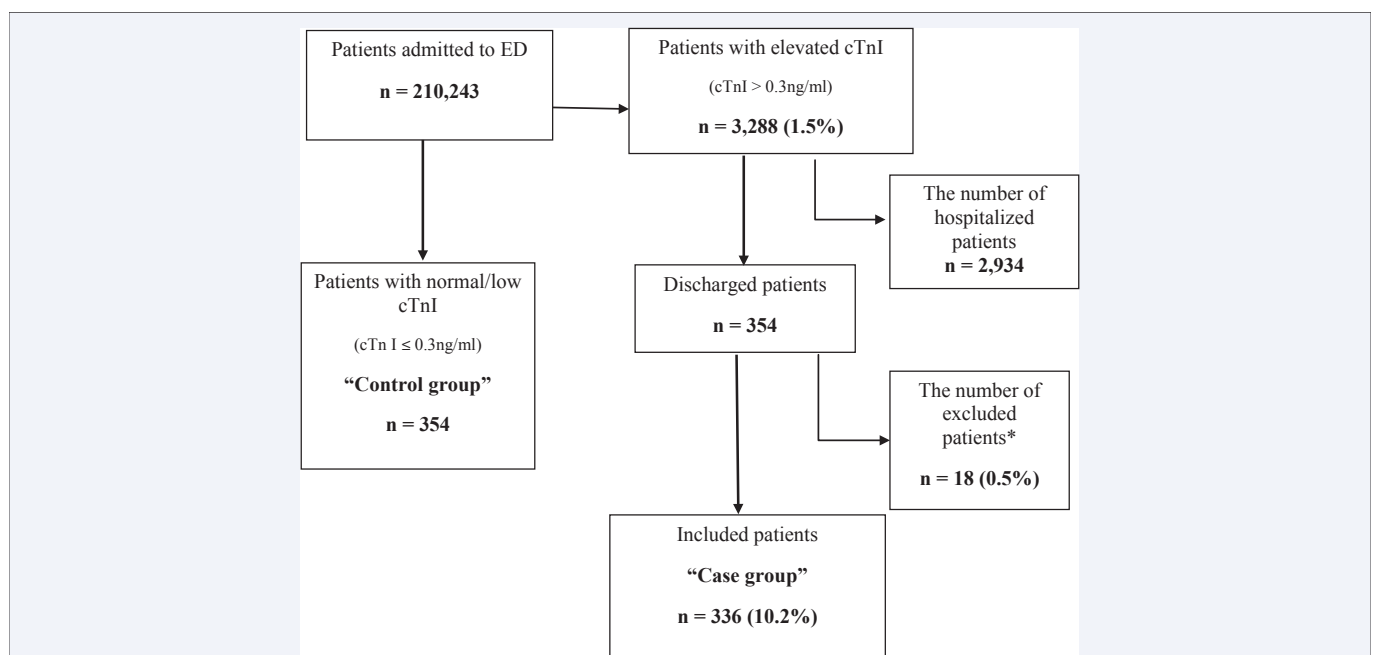 Patients admitted to ED
n = 210,243
Patients with elevated cTnI
(cTnI > 0.3ng/ml)
n = 3,288 (1.5%)
The number of
hospitalized
patients
n = 2,934
Patients with normal/low
cTnI
(cTn I ≤ 0.3ng/ml)
“Control group”
n = 354
Discharged patients
n = 354
The number of
excluded
patients*
n = 18 (0.5%)
Included patients
“Case group”
n = 336 (10.2%)